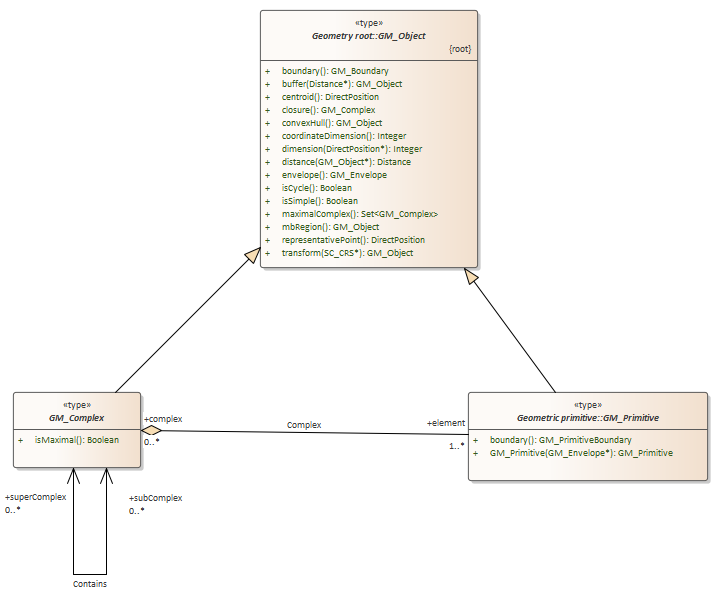 «type»
Geometry root::GM_Object
{root}
+ boundary(): GM_Boundary
+ buffer(Distance*): GM_Object
+ centroid(): DirectPosition
+ closure(): GM_Complex
+ convexHull(): GM_Object
+ coordinateDimension(): Integer
+ dimension(DirectPosition*): Integer
+ distance(GM_Object*): Distance
+ envelope(): GM_Envelope
+ isCycle(): Boolean
+ isSimple(): Boolean
+ maximalComplex(): Set<GM_Complex>
+ mbRegion(): GM_Object
+ representativePoint(): DirectPosition
+ transform(SC_CRS*): GM_Object
«type»
GM_Complex
+ isMaximal(): Boolean
+complex
0..*
Complex
+element
1..*
«type»
Geometric primitive::GM_Primitive
+ boundary(): GM_PrimitiveBoundary
+ GM_Primitive(GM_Envelope*): GM_Primitive
+superComplex
0..*
+subComplex
0..*
Contains